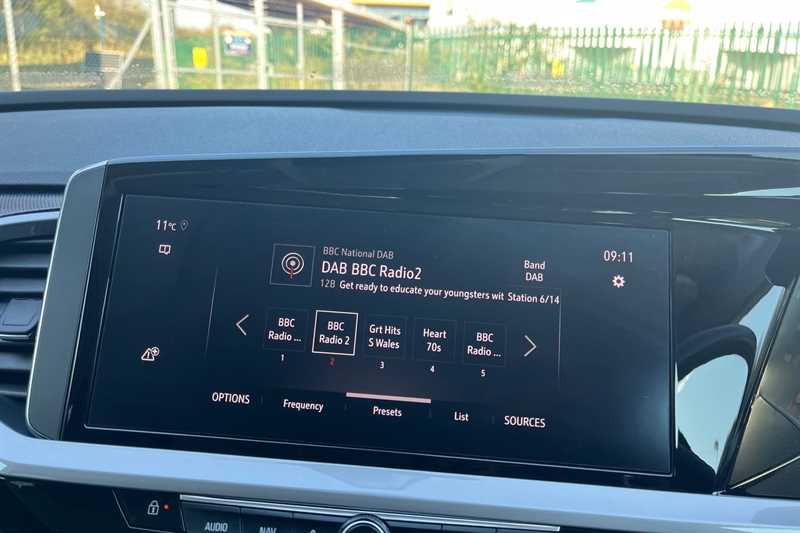 11°C
BBC National DAB
DAB BBC Radio2
12B Get ready to educate your youngsters wit Station 6/14
Band
DAB
09:11
BBC
Radio ...
1
BBC
Radio 2
2
Grt Hits
S Wales
3
Heart
70s
4
BBC
Radio ...
5
OPTIONS
Frequency
Presets
List
SOURCES
AUDIO
NAV